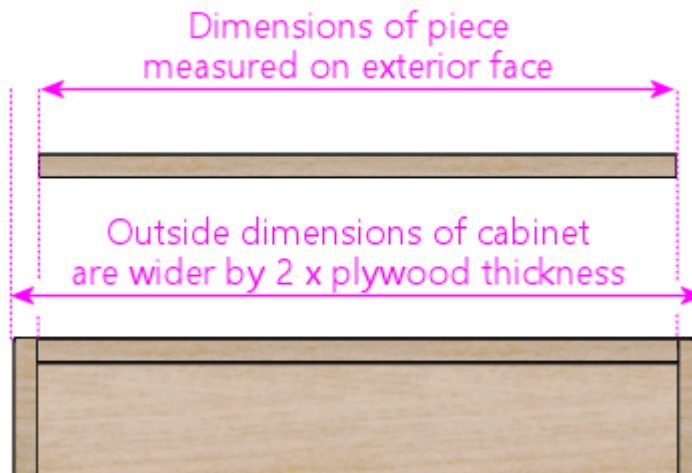 Dimensions of piece
measured on exterior face
Outside dimensions of cabinet
are wider by 2 x plywood thickness